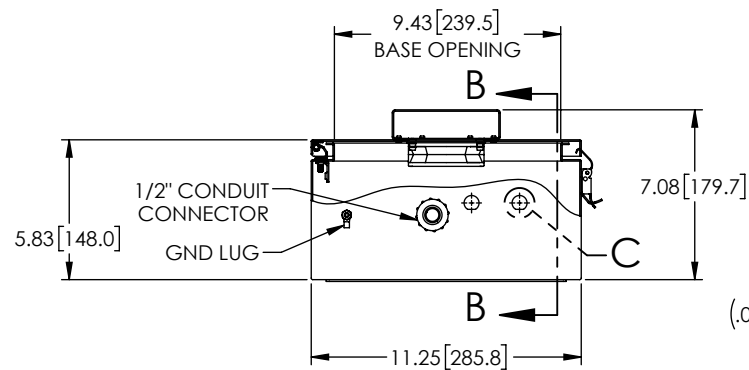 9.43[239.5]
BASE OPENING
B
7.08[179.7]
1/2" CONDUIT
CONNECTOR
5.83[148.0]
GND LUG
C
B
(.0
11.25[285.8]